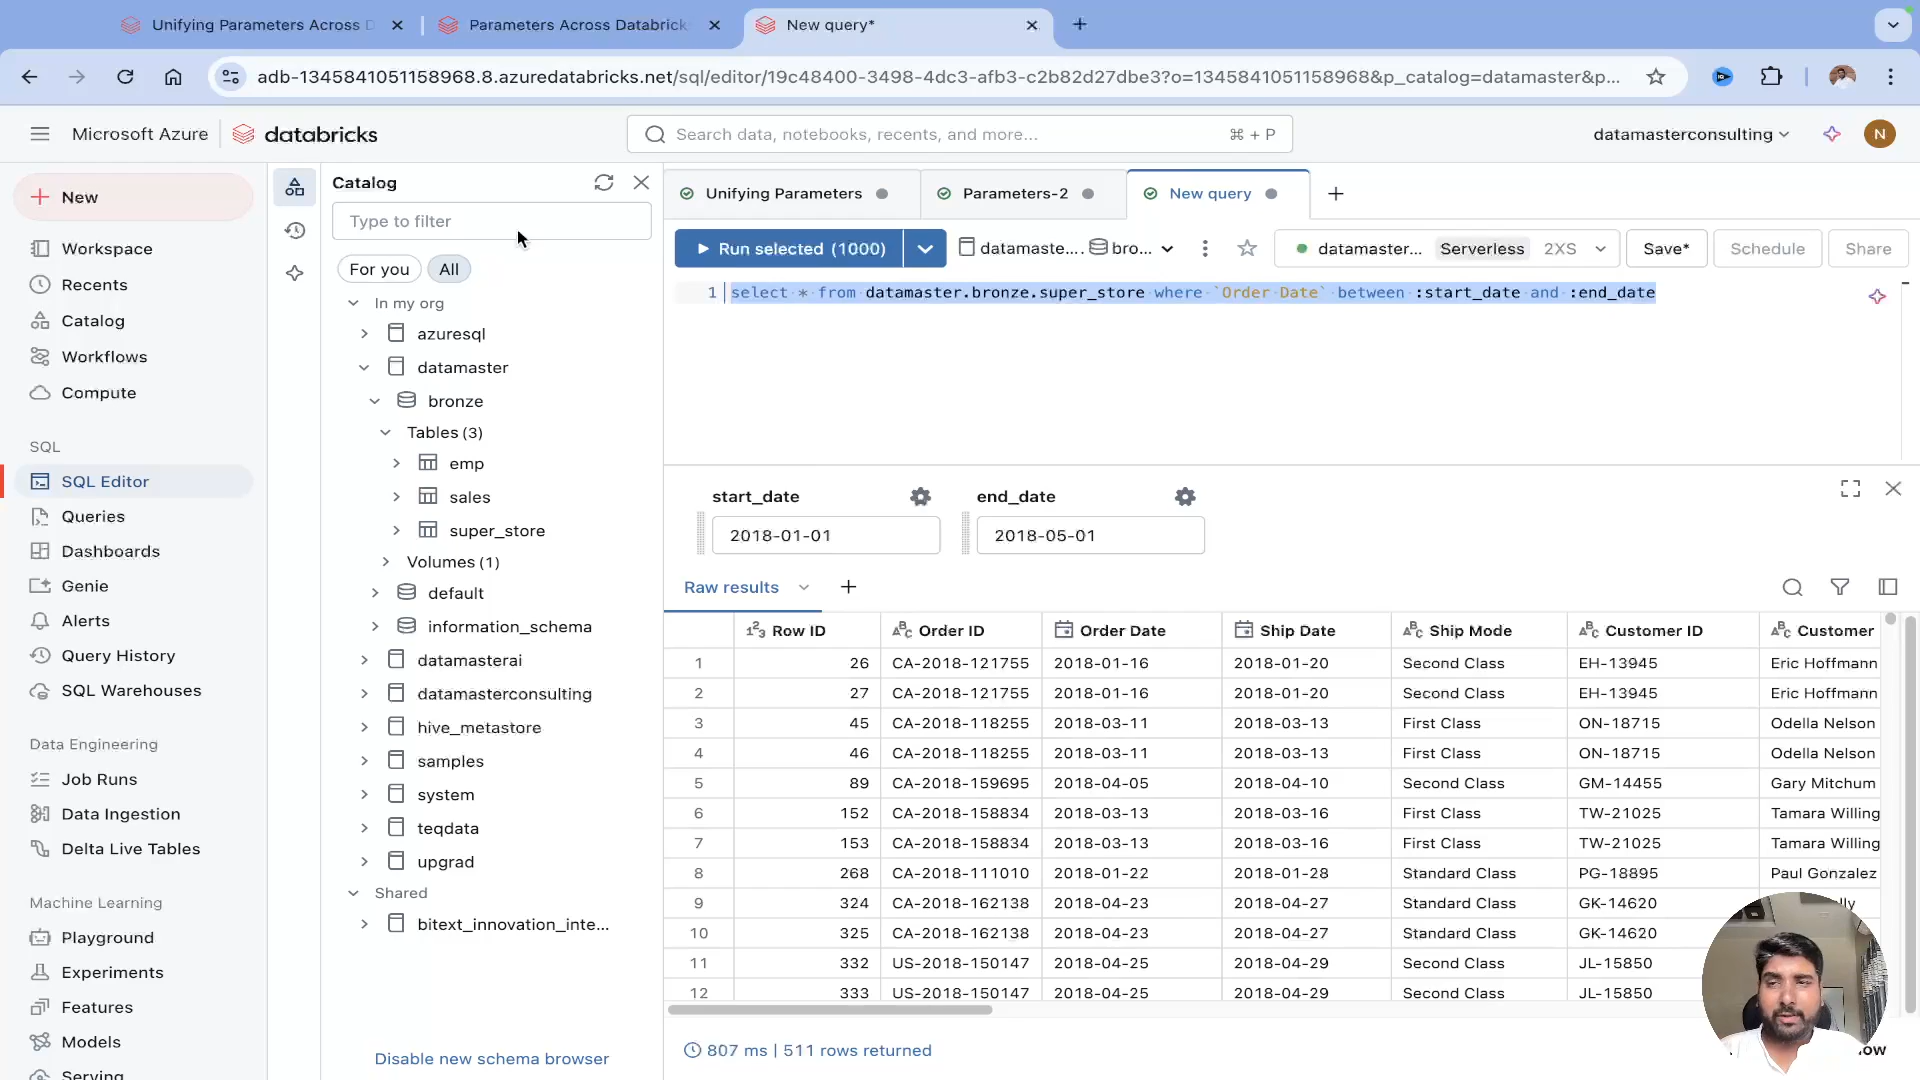 Unifying Parameters Across D
Parameters Across Databrick
New query*
adb-1345841051158968.8.azuredatabricks.net/sql/editor/19c48400-3498-4dc3-afb3-c2b82d27dbe3?o=1345841051158968&p_catalog=datamaster&p...
Microsoft Azure
databricks
Search data, notebooks, recents, and more...
⌘ + P
datamasterconsulting
N
New
Workspace
Recents
Catalog
Workflows
Compute
SQL
SQL Editor
Queries
Dashboards
Genie
Alerts
Query History
SQL Warehouses
Data Engineering
Job Runs
Data Ingestion
Delta Live Tables
Machine Learning
Playground
Experiments
Features
Models
Serving
Catalog
Type to filter
For you
All
In my org
azuresql
datamaster
bronze
Tables (3)
emp
sales
super_store
Volumes (1)
default
information_schema
datamasterai
datamasterconsulting
hive_metastore
samples
system
teqdata
upgrad
Shared
bitext_innovation_inte...
Disable new schema browser
Unifying Parameters
Parameters-2
New query
Run selected (1000)
datamaste....
bro...
datamaster...
Serverless
2XS
Save*
Schedule
Share
1 select * from datamaster.bronze.super_store where `Order Date` between :start_date and :end_date
start_date
end_date
2018-01-01
2018-05-01
Raw results
Row ID Order ID Order Date Ship Date Ship Mode Customer ID Customer
1 26 CA-2018-121755 2018-01-16 2018-01-20 Second Class EH-13945 Eric Hoffmann
2 27 CA-2018-121755 2018-01-16 2018-01-20 Second Class EH-13945 Eric Hoffmann
3 45 CA-2018-118255 2018-03-11 2018-03-13 First Class ON-18715 Odella Nelson
4 46 CA-2018-118255 2018-03-11 2018-03-13 First Class ON-18715 Odella Nelson
5 89 CA-2018-159695 2018-04-05 2018-04-10 Second Class GM-14455 Gary Mitchum
6 152 CA-2018-158834 2018-03-13 2018-03-16 First Class TW-21025 Tamara Willing
7 153 CA-2018-158834 2018-03-13 2018-03-16 First Class TW-21025 Tamara Willing
8 268 CA-2018-111010 2018-01-22 2018-01-28 Standard Class PG-18895 Paul Gonzalez
9 324 CA-2018-162138 2018-04-23 2018-04-27 Standard Class GK-14620
10 325 CA-2018-162138 2018-04-23 2018-04-27 Standard Class GK-14620
11 332 US-2018-150147 2018-04-25 2018-04-29 Second Class JL-15850
12 333 US-2018-150147 2018-04-25 2018-04-29 Second Class JL-15850
807 ms | 511 rows returned